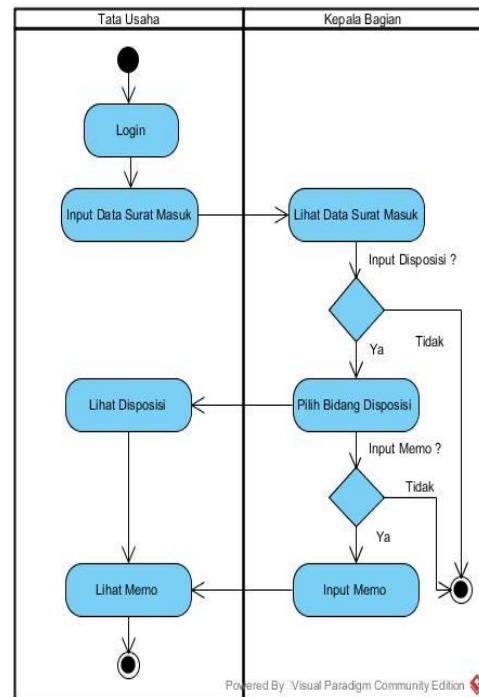 Tata Usaha
Kepala Bagian
Login
Input Data Surat Masuk
Lihat Data Surat Masuk
Input Disposisi ?
Tidak
Ya
Lihat Disposisi
Pilih Bidang Disposisi
Input Memo ?
Tidak
Ya
Lihat Memo
Input Memo
Powered By Visual Paradigm Community Edition